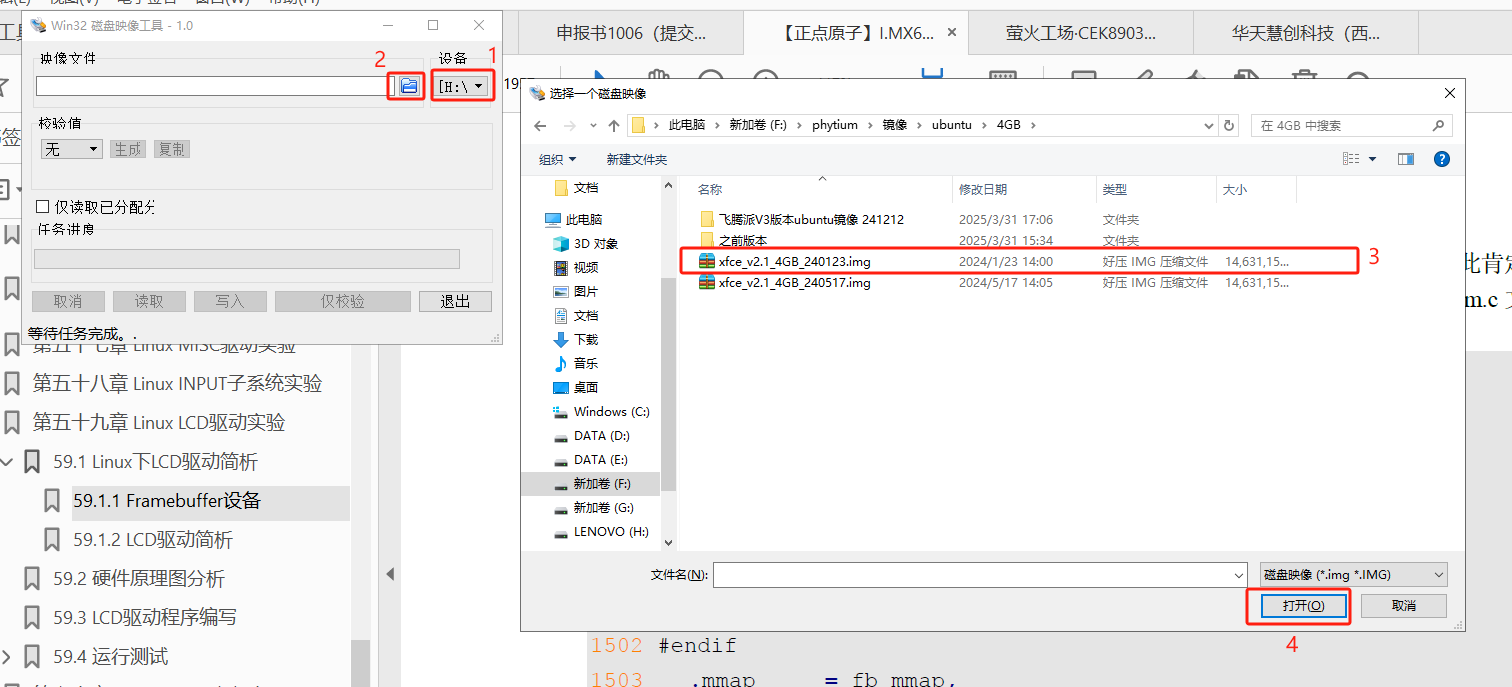 Win32 磁盘映像工具 - 1.0
映像文件
2
设备
1
[H:\
校验值
无
生成
复制
仅读取已分配分
任务进度
取消
读取
写入
仅校验
退出
等待任务完成。.
申报书1006（提交...
【正点原子】I.MX6...
萤火工场·CEK8903...
华天慧创科技（西...
选择一个磁盘映像
此电脑 › 新加卷 (F:) › phytium › 镜像 › ubuntu › 4GB ›
在 4GB 中搜索
组织
新建文件夹
文档
此电脑
3D 对象
视频
图片
文档
下载
音乐
桌面
Windows (C:)
DATA (D:)
DATA (E:)
新加卷 (F:)
新加卷 (G:)
LENOVO (H:)
名称 修改日期 类型 大小
飞腾派V3版本ubuntu镜像 241212 2025/3/31 17:06 文件夹
之前版本 2025/3/31 15:34 文件夹
xfce_v2.1_4GB_240123.img 2024/1/23 14:00 好压 IMG 压缩文件 14,631,15...
3
xfce_v2.1_4GB_240517.img 2024/5/17 14:05 好压 IMG 压缩文件 14,631,15...
文件名(N):
磁盘映像 (*.img *.IMG)
打开(O)
取消
4
第五十七章 Linux MISC驱动实验
第五十八章 Linux INPUT子系统实验
第五十九章 Linux LCD驱动实验
59.1 Linux下LCD驱动简析
59.1.1 Framebuffer设备
59.1.2 LCD驱动简析
59.2 硬件原理图分析
59.3 LCD驱动程序编写
59.4 运行测试
此肯定
m.c
1502 #endif
1503 .mmap = fb_mmap,